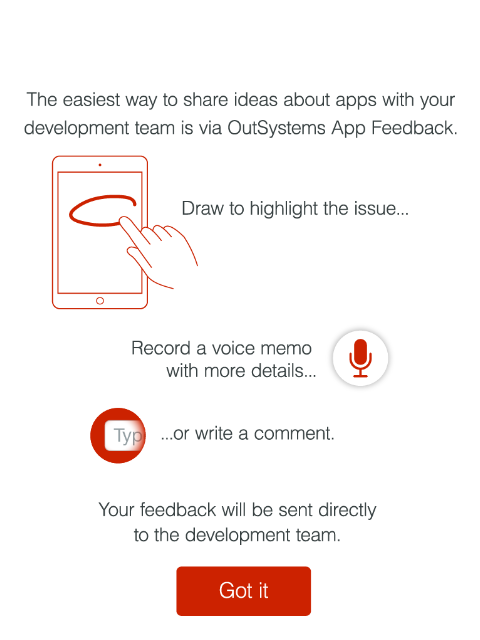 The easiest way to share ideas about apps with your
development team is via OutSystems App Feedback.
Draw to highlight the issue...
Record a voice memo
with more details...
Typ
...or write a comment.
Your feedback will be sent directly
to the development team.
Got it